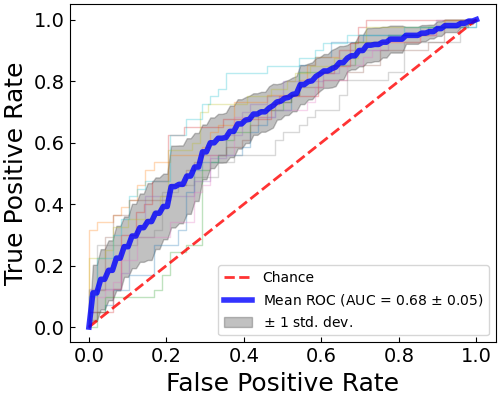 True Positive Rate
1.0
0.8
0.6
0.4
0.2
0.0
Chance
Mean ROC (AUC = 0.68 ± 0.05)
± 1 std. dev.
0.0 0.2 0.4 0.6 0.8 1.0
False Positive Rate